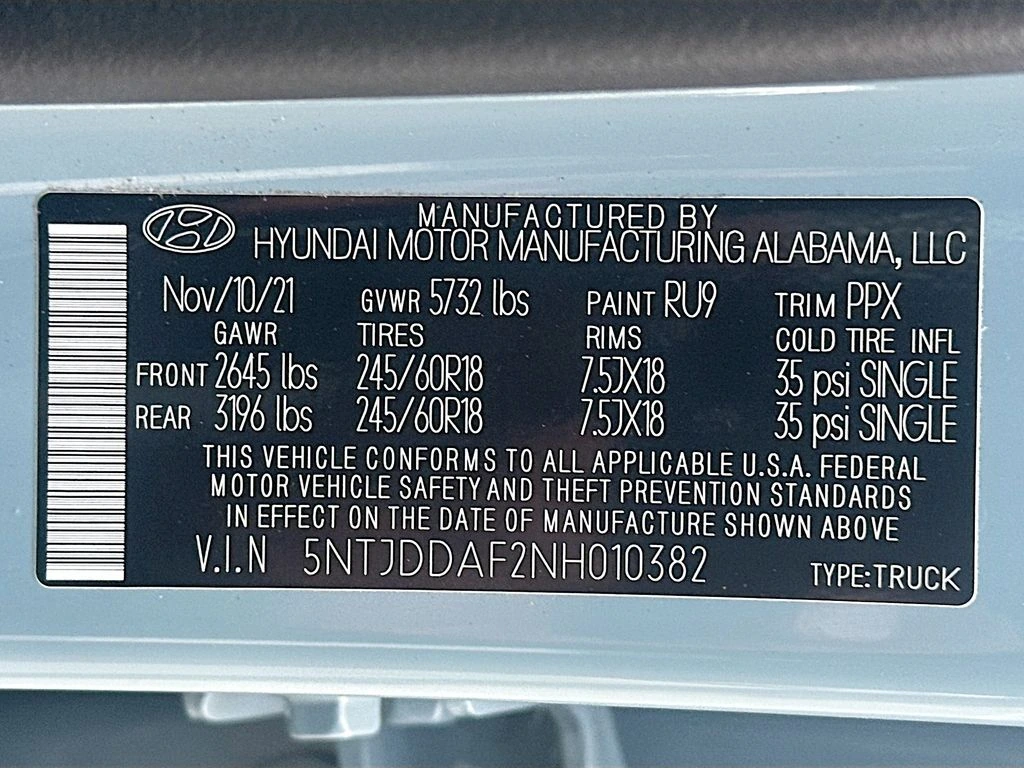 MANUFACTURED BY
HYUNDAI MOTOR MANUFACTURING ALABAMA, LLC
Nov/10/21 GVWR 5732 lbs PAINT RU9 TRIM PPX
GAWR TIRES RIMS COLD TIRE INFL
FRONT 2645 lbs 245/60R18 7.5JX18 35 psi SINGLE
REAR 3196 lbs 245/60R18 7.5JX18 35 psi SINGLE
THIS VEHICLE CONFORMS TO ALL APPLICABLE U.S.A. FEDERAL
MOTOR VEHICLE SAFETY AND THEFT PREVENTION STANDARDS
IN EFFECT ON THE DATE OF MANUFACTURE SHOWN ABOVE
V.I.N 5NTJDDAF2NH010382 TYPE:TRUCK